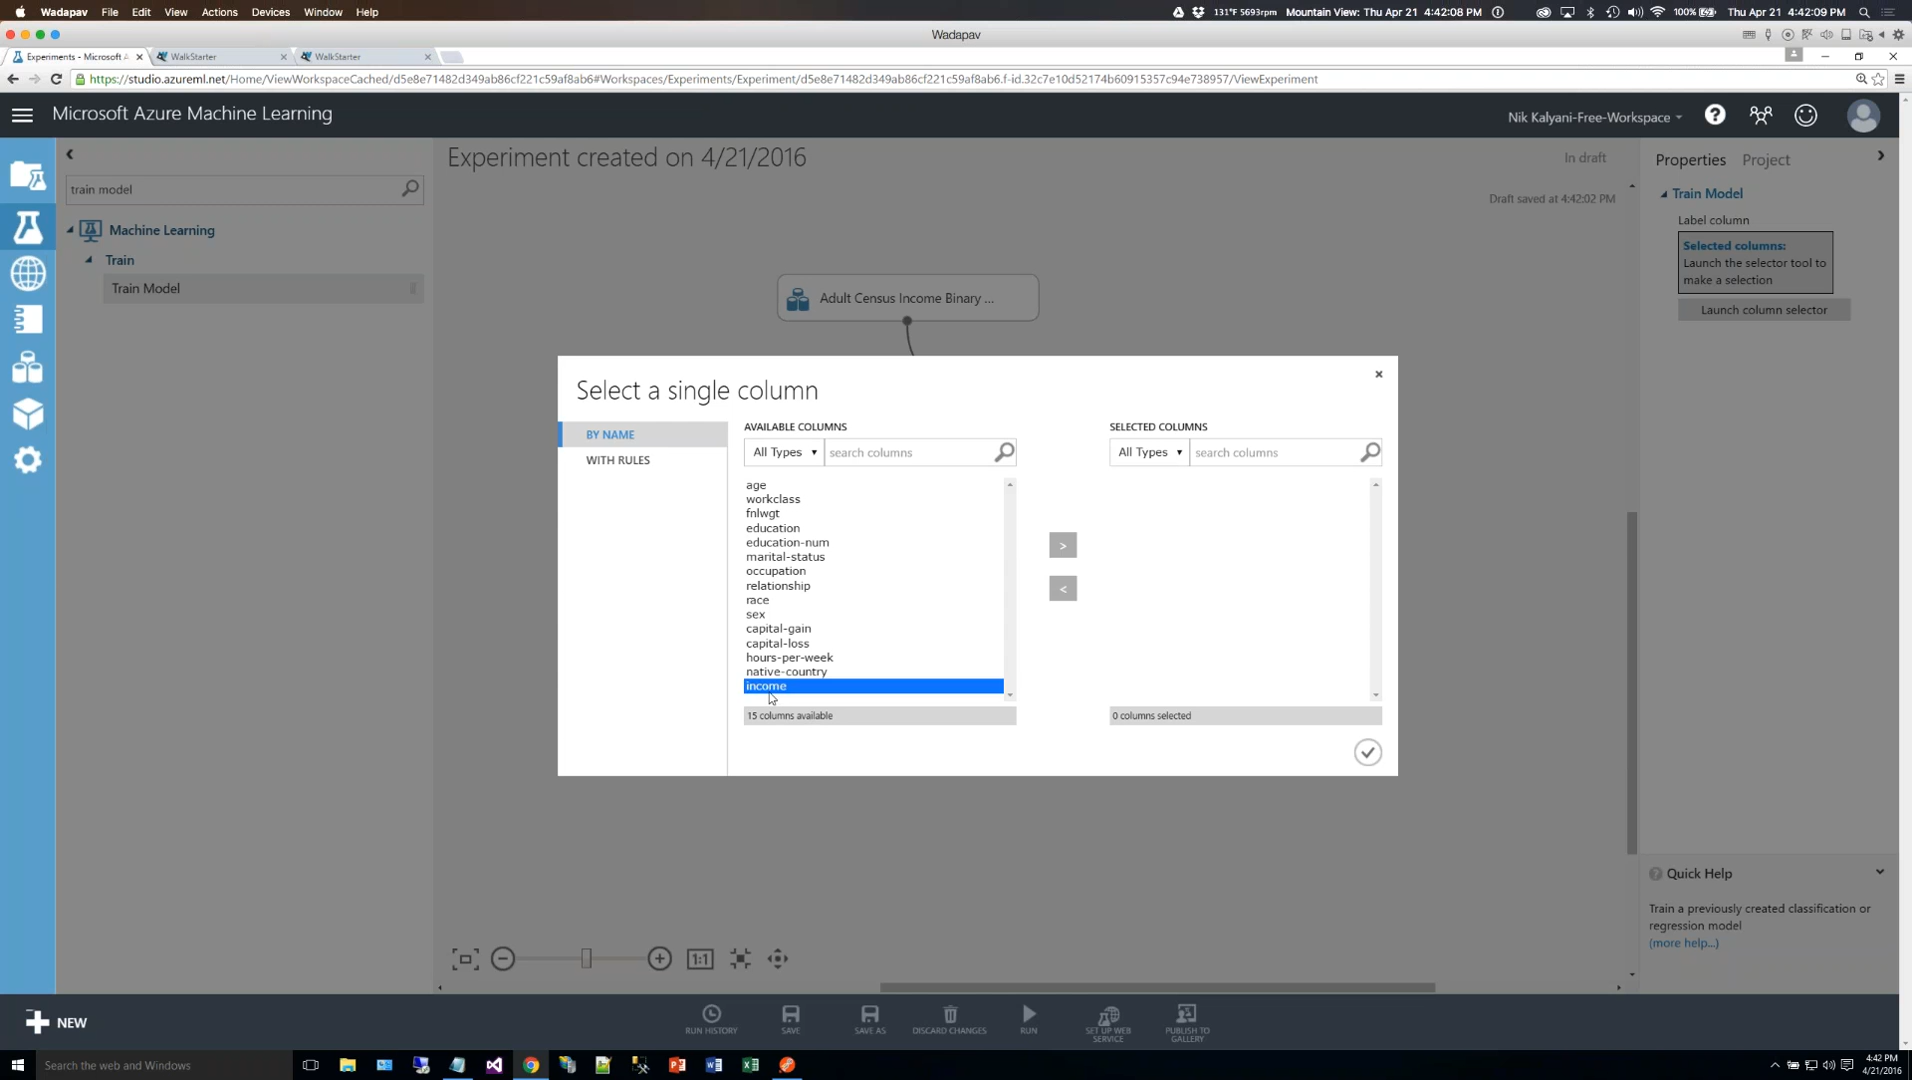 Wadapav File Edit View Actions Devices Window Help
131°F 5693rpm Mountain View: Thu Apr 21 4:42:08 PM 100% Thu Apr 21 4:42:09 PM
Wadapav
Experiments - Microsoft A
WalkStarter
WalkStarter
https://studio.azureml.net/Home/ViewWorkspaceCached/d5e8e71482d349ab86cf221c59af8ab6#Workspaces/Experiments/Experiment/d5e8e71482d349ab86cf221c59af8ab6.f-id.32c7e10d52174b60915357c94e738957/ViewExperiment
Microsoft Azure Machine Learning
Nik Kalyani-Free-Workspace
train model
Machine Learning
Train
Train Model
Experiment created on 4/21/2016
In draft
Draft saved at 4:42:02 PM
Adult Census Income Binary ...
Properties Project
Train Model
Label column
Selected columns:
Launch the selector tool to
make a selection
Launch column selector
Select a single column
BY NAME
WITH RULES
AVAILABLE COLUMNS
All Types
search columns
age
workclass
fnlwgt
education
education-num
marital-status
occupation
relationship
race
sex
capital-gain
capital-loss
hours-per-week
native-country
income
15 columns available
>
<
SELECTED COLUMNS
All Types
search columns
0 columns selected
1:1
Quick Help
Train a previously created classification or
regression model
(more help...)
NEW
RUN HISTORY
SAVE
SAVE AS
DISCARD CHANGES
RUN
SET UP WEB
SERVICE
PUBLISH TO
GALLERY
Search the web and Windows
4:42 PM
4/21/2016